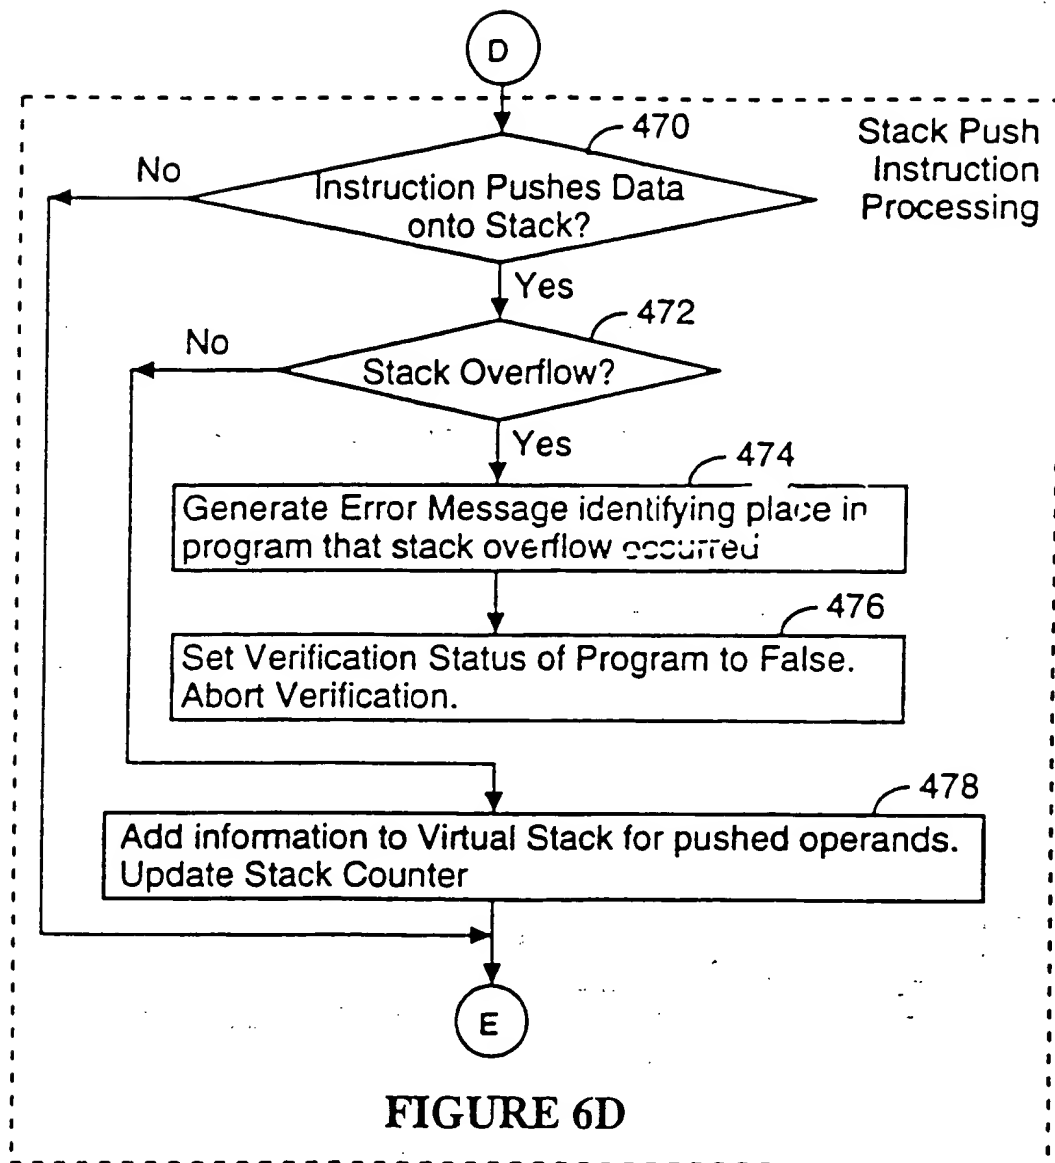 D
470
Stack Push
Instruction
Processing
No
Instruction Pushes Data
onto Stack?
Yes
472
No
Stack Overflow?
Yes
474
Generate Error Message identifying place in
program that stack overflow occurred
476
Set Verification Status of Program to False.
Abort Verification.
478
Add information to Virtual Stack for pushed operands.
Update Stack Counter
E
FIGURE 6D